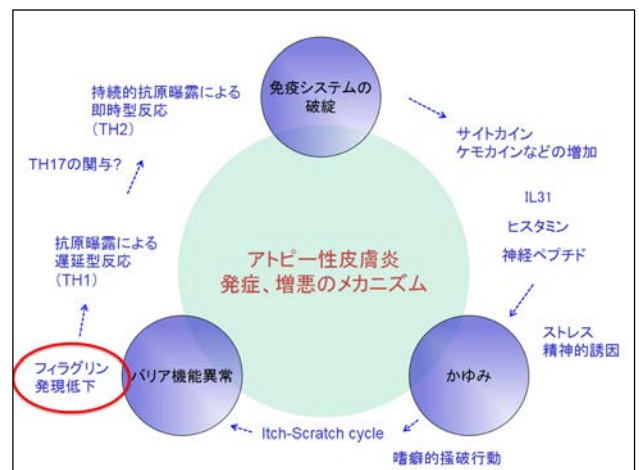 免疫システムの
破綻
持続的抗原曝露による
即時型反応
(TH2)
サイトカイン
ケモカインなどの増加
TH17の関与?
IL31
ヒスタミン
神経ペプチド
抗原曝露による
遅延型反応
(TH1)
アトピー性皮膚炎
発症、増悪のメカニズム
ストレス
精神的誘因
フィラグリン
発現低下
バリア機能異常
かゆみ
Itch-Scratch cycle
嗜癖的掻破行動